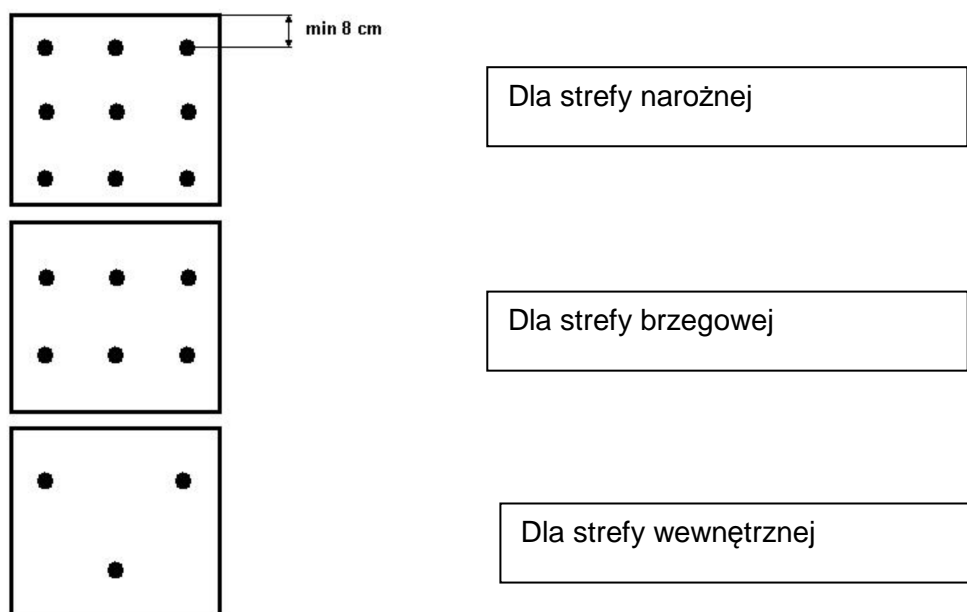 min 8 cm
Dla strefy narożnej
Dla strefy brzegowej
Dla strefy wewnętrznej